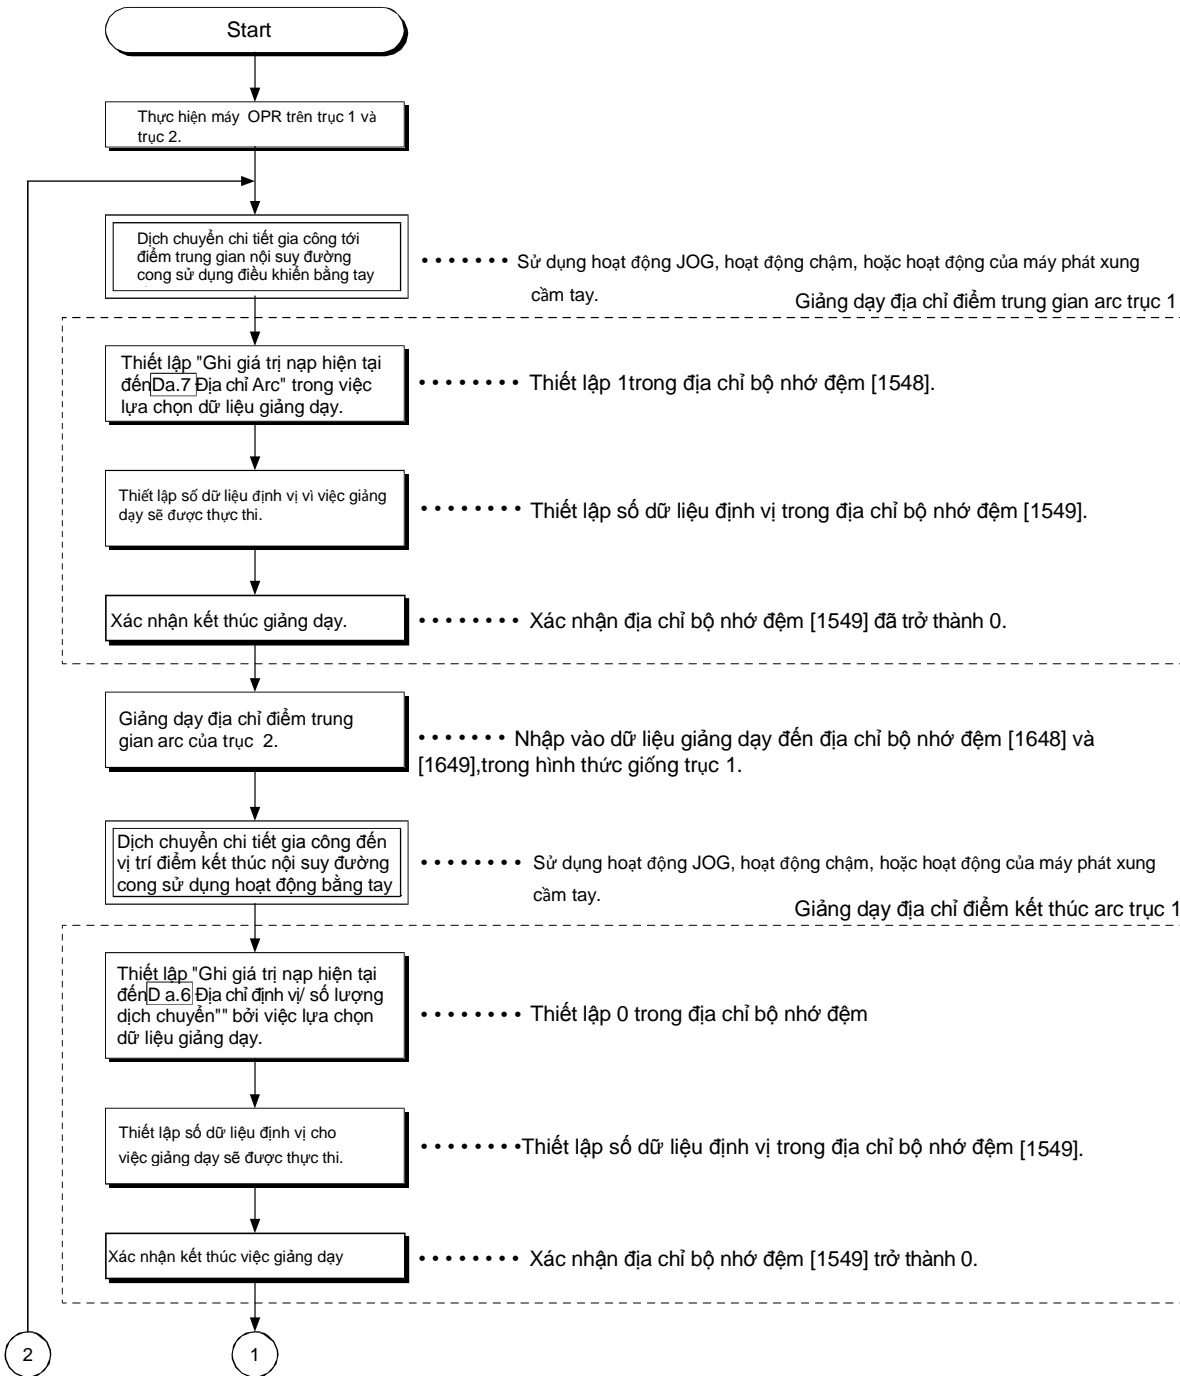 Start
Thực hiện máy OPR trên trục 1 và
trục 2.
Dịch chuyển chi tiết gia công tới
điểm trung gian nội suy đường
cong sử dụng điều khiển bằng tay
• • • • • • • Sử dụng hoạt động JOG, hoạt động chậm, hoặc hoạt động của máy phát xung
cầm tay.
Giảng dạy địa chỉ điểm trung gian arc trục 1
Thiết lập "Ghi giá trị nạp hiện tại
đến Da.7 Địa chỉ Arc" trong việc
lựa chọn dữ liệu giảng dạy.
• • • • • • • • Thiết lập 1trong địa chỉ bộ nhớ đệm [1548].
Thiết lập số dữ liệu định vị vì việc giảng
dạy sẽ được thực thi.
• • • • • • • • Thiết lập số dữ liệu định vị trong địa chỉ bộ nhớ đệm [1549].
Xác nhận kết thúc giảng dạy.
• • • • • • • • Xác nhận địa chỉ bộ nhớ đệm [1549] đã trở thành 0.
Giảng dạy địa chỉ điểm trung
gian arc của trục 2.
• • • • • • • Nhập vào dữ liệu giảng dạy đến địa chỉ bộ nhớ đệm [1648] và
[1649],trong hình thức giống trục 1.
Dịch chuyển chi tiết gia công đến
vị trí điểm kết thúc nội suy đường
cong sử dụng hoạt động bằng tay
• • • • • • • • Sử dụng hoạt động JOG, hoạt động chậm, hoặc hoạt động của máy phát xung
cầm tay.
Giảng dạy địa chỉ điểm kết thúc arc trục 1
Thiết lập "Ghi giá trị nạp hiện tại
đến D a.6 Địa chỉ định vị/ số lượng
dịch chuyển"" bởi việc lựa chọn
dữ liệu giảng dạy.
• • • • • • • • Thiết lập 0 trong địa chỉ bộ nhớ đệm
Thiết lập số dữ liệu định vị cho
việc giảng dạy sẽ được thực thi.
• • • • • • • •Thiết lập số dữ liệu định vị trong địa chỉ bộ nhớ đệm [1549].
Xác nhận kết thúc việc giảng dạy
• • • • • • • • Xác nhận địa chỉ bộ nhớ đệm [1549] trở thành 0.
2
1